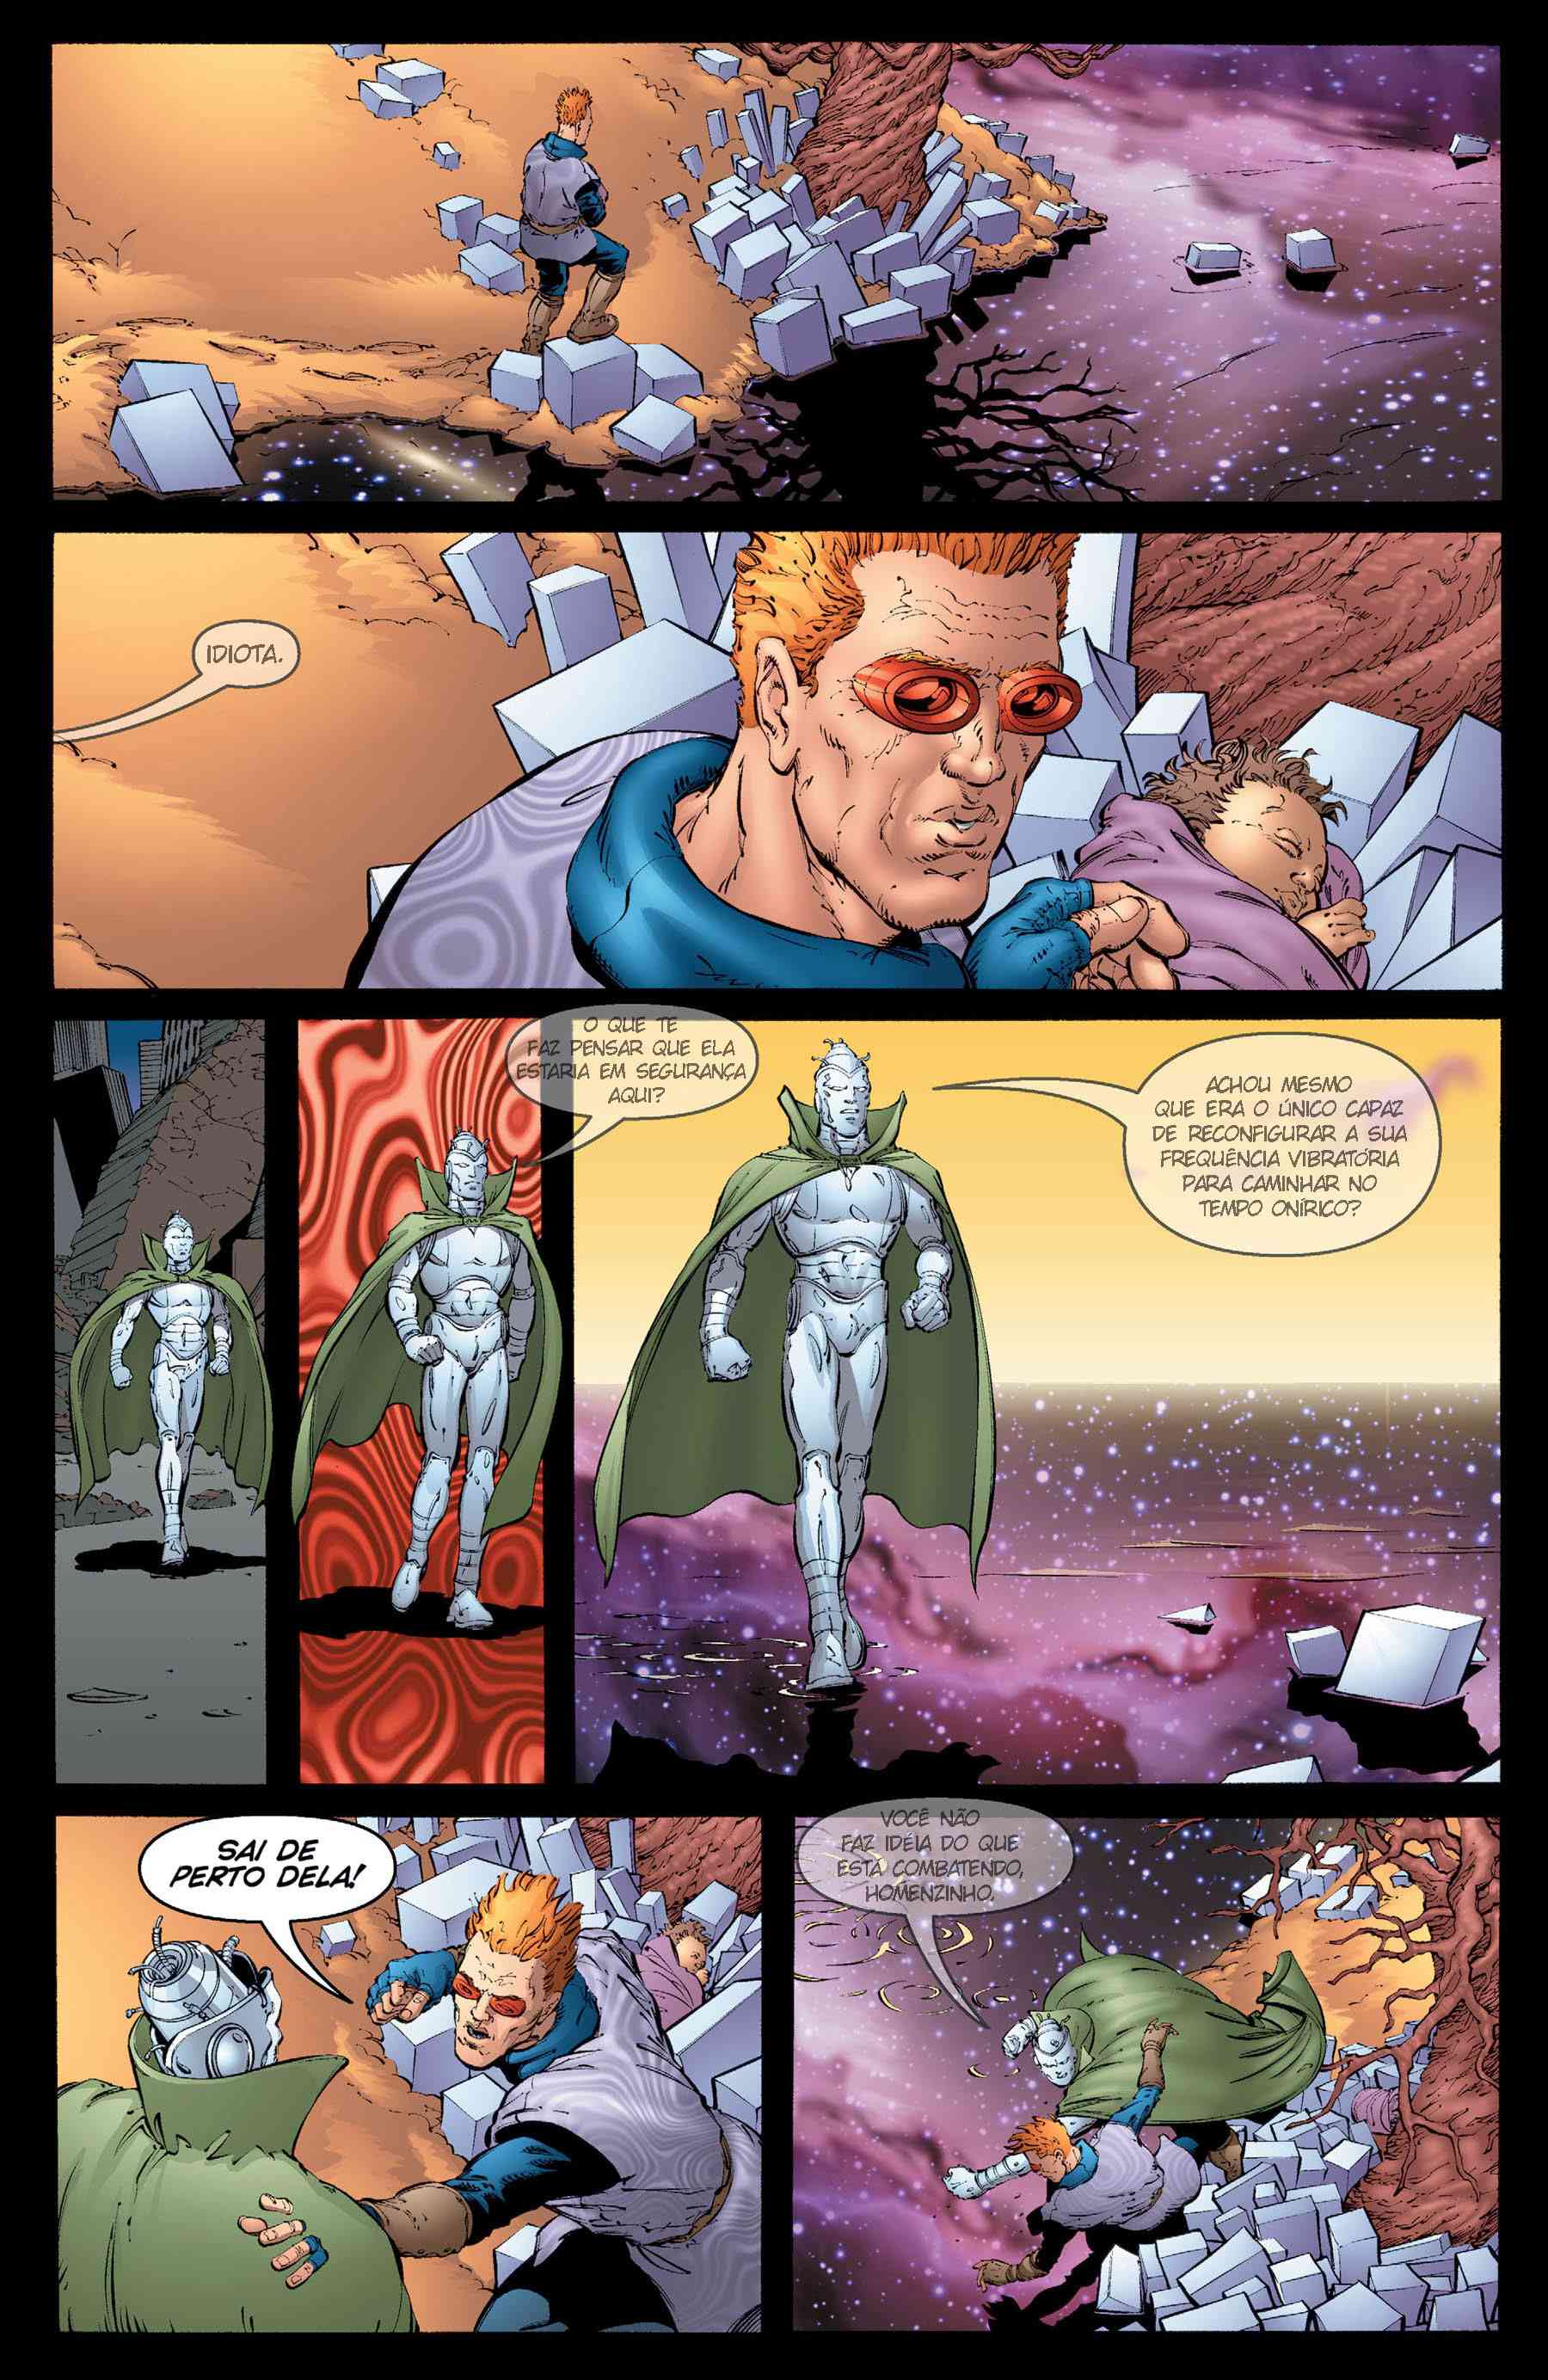 IDIOTA.
O QUE TE
FAZ PENSAR QUE ELA
ESTARIA EM SEGURANÇA
AQUI?
ACHOU MESMO
QUE ERA O ÚNICO CAPAZ
DE RECONFIGURAR A SUA
FREQUÊNCIA VIBRATÓRIA
PARA CAMINHAR NO
TEMPO ONÍRICO?
SAI DE
PERTO DELA!
VOCÊ NÃO
FAZ IDÉIA DO QUE
ESTÁ COMBATENDO,
HOMENZINHO.